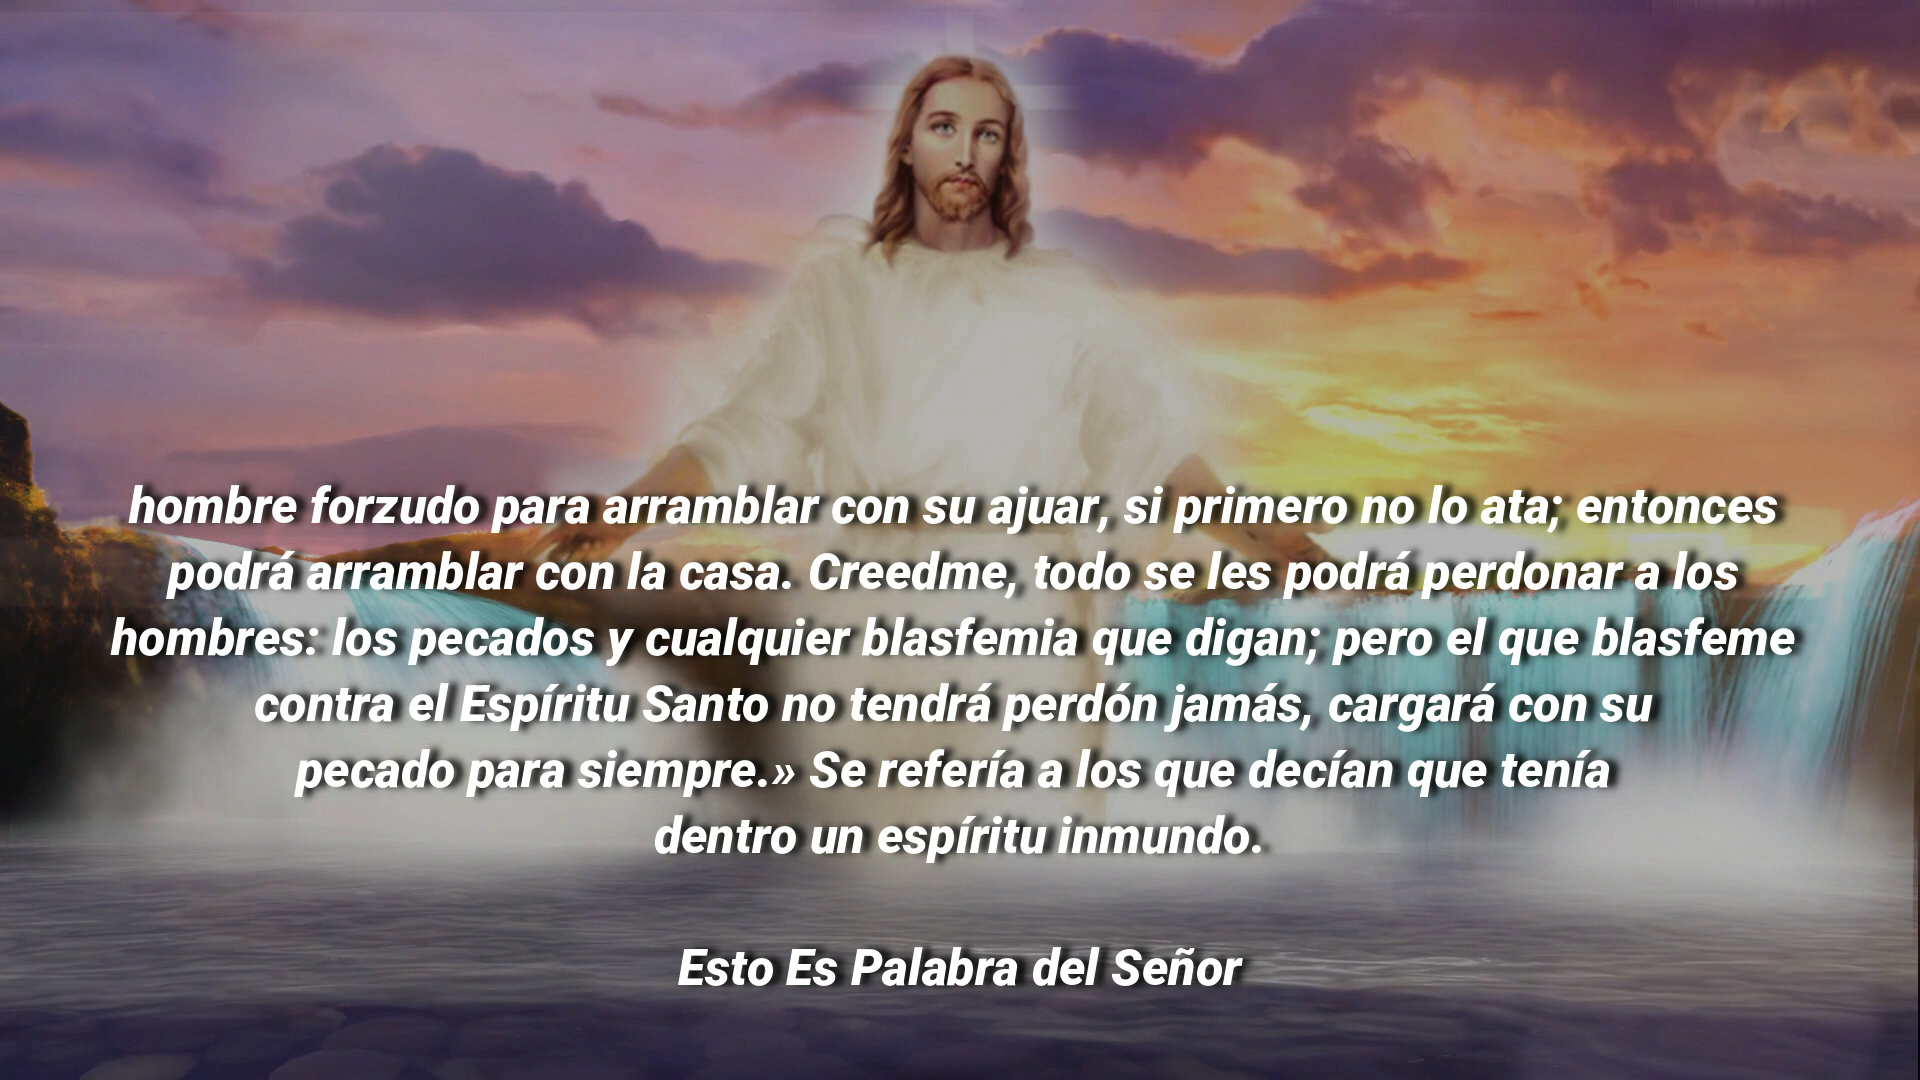 hombre forzudo para arramblar con su ajuar, si primero no lo ata; entonces
podrá arramblar con la casa. Creedme, todo se les podrá perdonar a los
hombres: los pecados y cualquier blasfemia que digan; pero el que blasfeme
contra el Espíritu Santo no tendrá perdón jamás, cargará con su
pecado para siempre.» Se refería a los que decían que tenía
dentro un espíritu inmundo.
Esto Es Palabra del Señor